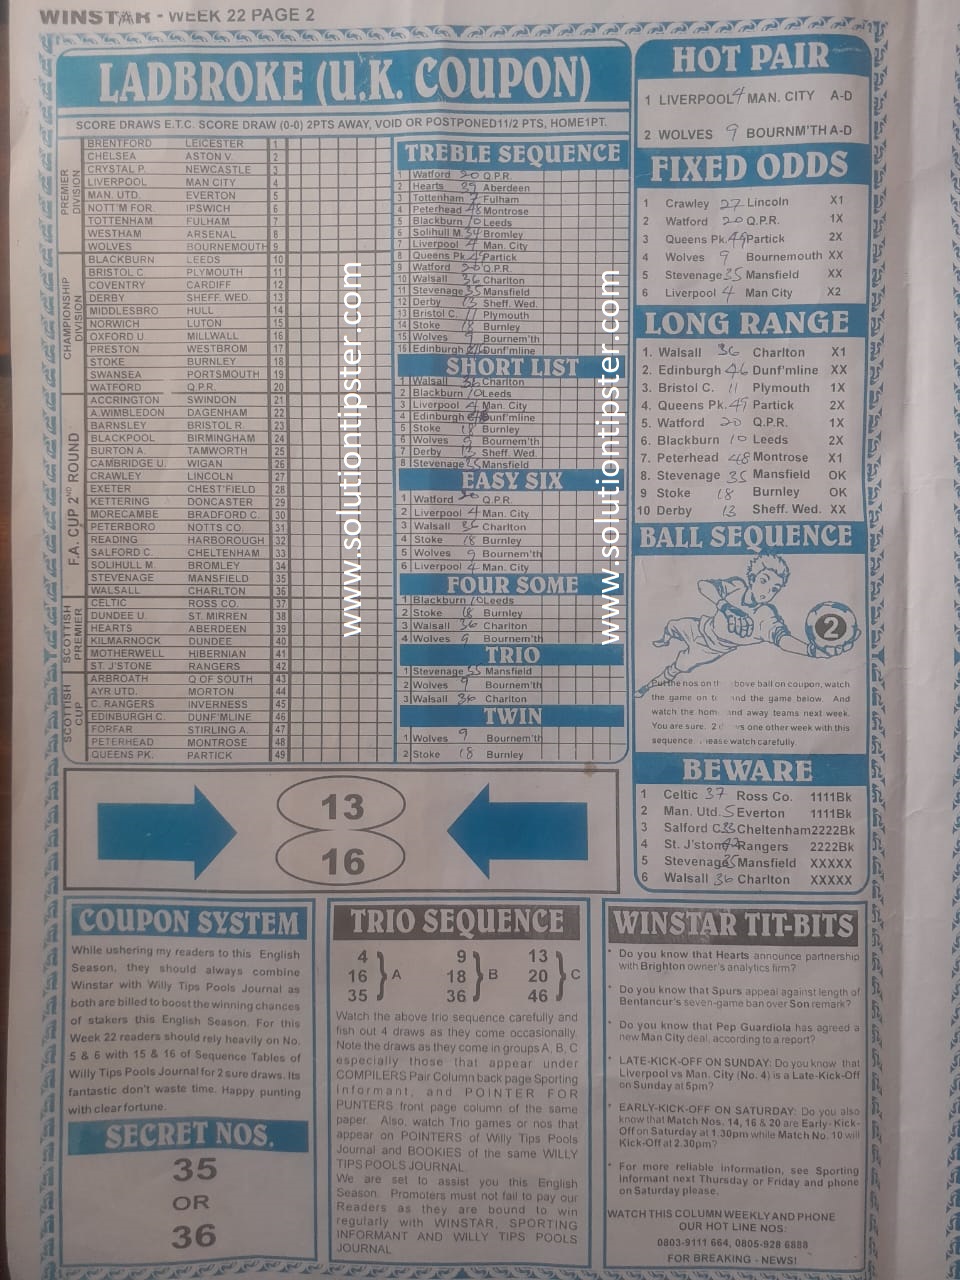 WINSTAR - WEEK 22 PAGE 2
LADBROKE (U.K. COUPON)
SCORE DRAWS E.T.C. SCORE DRAW (0-0) 2PTS AWAY, VOID OR POSTPONED11/2 PTS, HOME1PT.
PREMIER DIVISION
BRENTFORD LEICESTER 1
CHELSEA ASTON V. 2
CRYSTAL P. NEWCASTLE 3
LIVERPOOL MAN CITY 4
MAN. UTD. EVERTON 5
NOTT'M FOR. IPSWICH 6
TOTTENHAM FULHAM 7
WESTHAM ARSENAL 8
WOLVES BOURNEMOUTH 9
CHAMPIONSHIP DIVISION
BLACKBURN LEEDS 10
BRISTOL C PLYMOUTH 11
COVENTRY CARDIFF 12
DERBY SHEFF. WED. 13
MIDDLESBRO HULL 14
NORWICH LUTON 15
OXFORD U MILLWALL 16
PRESTON WESTBROM 17
STOKE BURNLEY 18
SWANSEA PORTSMOUTH 19
WATFORD Q.P.R. 20
F.A. CUP 2ND ROUND
ACCRINGTON SWINDON 21
A.WIMBLEDON DAGENHAM 22
BARNSLEY BRISTOL R. 23
BLACKPOOL BIRMINGHAM 24
BURTON A. TAMWORTH 25
CAMBRIDGE U. WIGAN 26
CRAWLEY LINCOLN 27
EXETER CHEST'FIELD 28
KETTERING DONCASTER 29
MORECAMBE BRADFORD C. 30
PETERBORO NOTTS CO. 31
READING HARBOROUGH 32
SALFORD C. CHELTENHAM 33
SOLIHULL M. BROMLEY 34
STEVENAGE MANSFIELD 35
WALSALL CHARLTON 36
SCOTTISH PREMIER
CELTIC ROSS CO. 37
DUNDEE U. ST. MIRREN 38
HEARTS ABERDEEN 39
KILMARNOCK DUNDEE 40
MOTHERWELL HIBERNIAN 41
ST. J'STONE RANGERS 42
SCOTTISH CUP
ARBROATH Q OF SOUTH 43
AYR UTD. MORTON 44
C. RANGERS INVERNESS 45
EDINBURGH C. DUNF'MLINE 46
FORFAR STIRLING A. 47
PETERHEAD MONTROSE 48
QUEENS PK. PARTICK 49
TREBLE SEQUENCE
1 Watford 20 Q.P.R.
2 Hearts 39 Aberdeen
3 Tottenham 7 Fulham
4 Peterhead 48 Montrose
5 Blackburn 10 Leeds
6 Solihull M. 34 Bromley
7 Liverpool 4 Man. City
8 Queens Pk. 49 Partick
9 Watford 20 Q.P.R.
10 Walsall 36 Charlton
11 Stevenage 35 Mansfield
12 Derby 13 Sheff. Wed.
13 Bristol C. 11 Plymouth
14 Stoke 18 Burnley
15 Wolves 9 Bournem'th
16 Edinburgh 46 Dunf'mline
SHORT LIST
1 Walsall 36 Charlton
2 Blackburn 10 Leeds
3 Liverpool 4 Man. City
4 Edinburgh 46 Dunf'mline
5 Stoke 18 Burnley
6 Wolves 9 Bournem'th
7 Derby 13 Sheff. Wed.
8 Stevenage 35 Mansfield
EASY SIX
1 Watford 20 Q.P.R.
2 Liverpool 4 Man. City
3 Walsall 36 Charlton
4 Stoke 18 Burnley
5 Wolves 9 Bournem'th
6 Liverpool 4 Man. City
FOUR SOME
1 Blackburn 10 Leeds
2 Stoke 18 Burnley
3 Walsall 36 Charlton
4 Wolves 9 Bournem'th
TRIO
1 Stevenage 35 Mansfield
2 Wolves 9 Bournem'th
3 Walsall 36 Charlton
TWIN
1 Wolves 9 Bournem'th
2 Stoke 18 Burnley
www.solutiontipster.com
www.solutiontipster.com
HOT PAIR
1 LIVERPOOL 4 MAN. CITY A-D
2 WOLVES 9 BOURNM'TH A-D
FIXED ODDS
1 Crawley 27 Lincoln X1
2 Watford 20 Q.P.R. 1X
3 Queens Pk. 49 Partick 2X
4 Wolves 9 Bournemouth XX
5 Stevenage 35 Mansfield XX
6 Liverpool 4 Man City X2
LONG RANGE
1. Walsall 36 Charlton X1
2. Edinburgh 46 Dunf'mline XX
3. Bristol C. 11 Plymouth 1X
4. Queens Pk. 49 Partick 2X
5. Watford 20 Q.P.R. 1X
6. Blackburn 10 Leeds 2X
7. Peterhead 48 Montrose X1
8. Stevenage 35 Mansfield OK
9 Stoke 18 Burnley OK
10 Derby 13 Sheff. Wed. XX
BALL SEQUENCE
2
Put the nos on th bove ball on coupon, watch
the game on to and the game below. And
watch the hom and away teams next week.
You are sure. 2 ws one other week with this
sequence. ease watch carefully.
BEWARE
1 Celtic 37 Ross Co. 1111Bk
2 Man. Utd. 5 Everton 1111Bk
3 Salford C 33 Cheltenham 2222Bk
4 St. J'ston 42 Rangers 2222Bk
5 Stevenage 35 Mansfield XXXXX
6 Walsall 36 Charlton XXXXX
13
16
COUPON SYSTEM
While ushering my readers to this English
Season, they should always combine
Winstar with Willy Tips Pools Journal as
both are billed to boost the winning chances
of stakers this English Season. For this
Week 22 readers should rely heavily on No.
5 & 6 with 15 & 16 of Sequence Tables of
Willy Tips Pools Journal for 2 sure draws. Its
fantastic don't waste time. Happy punting
with clear fortune.
SECRET NOS.
35
OR
36
TRIO SEQUENCE
4 9 13
16 A 18 B 20 C
35 36 46
Watch the above trio sequence carefully and
fish out 4 draws as they come occasionally.
Note the draws as they come in groups A, B, C
especially those that appear under
COMPILERS Pair Column back page Sporting
Informant, and POINTER FOR
PUNTERS front page column of the same
paper. Also, watch Trio games or nos that
appear on POINTERS of Willy Tips Pools
Journal and BOOKIES of the same WILLY
TIPS POOLS JOURNAL.
We are set to assist you this English
Season. Promoters must not fail to pay our
Readers as they are bound to win
regularly with WINSTAR, SPORTING
INFORMANT AND WILLY TIPS POOLS
JOURNAL
WINSTAR TIT-BITS
* Do you know that Hearts announce partnership
with Brighton owner's analytics firm?
* Do you know that Spurs appeal against length of
Bentancur's seven-game ban over Son remark?
* Do you know that Pep Guardiola has agreed a
new Man City deal, according to a report?
* LATE-KICK-OFF ON SUNDAY: Do you know that
Liverpool vs Man. City (No. 4) is a Late-Kick-Off
on Sunday at 5pm?
* EARLY-KICK-OFF ON SATURDAY: Do you also
know that Match Nos. 14, 16 & 20 are Early-Kick-
Off on Saturday at 1.30pm while Match No. 10 will
Kick-Off at 2.30pm?
* For more reliable information, see Sporting
Informant next Thursday or Friday and phone
on Saturday please.
WATCH THIS COLUMN WEEKLY AND PHONE
OUR HOT LINE NOS:
0803-9111 664, 0805-928 6888
FOR BREAKING - NEWS!